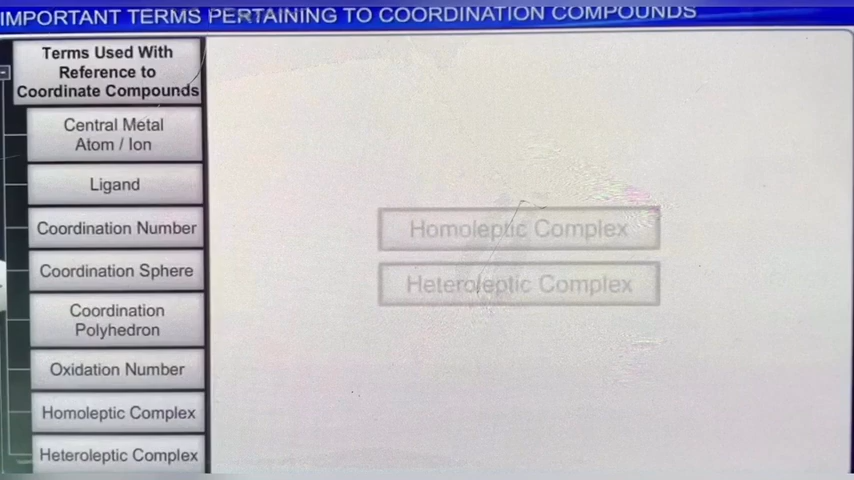 IMPORTANT TERMS PERTAINING TO COORDINATION COMPOUNDS
Terms Used With
Reference to
Coordinate Compounds
Central Metal
Atom / Ion
Ligand
Coordination Number
Coordination Sphere
Coordination
Polyhedron
Oxidation Number
Homoleptic Complex
Heteroleptic Complex
Homoleptic Complex
Heteroleptic Complex